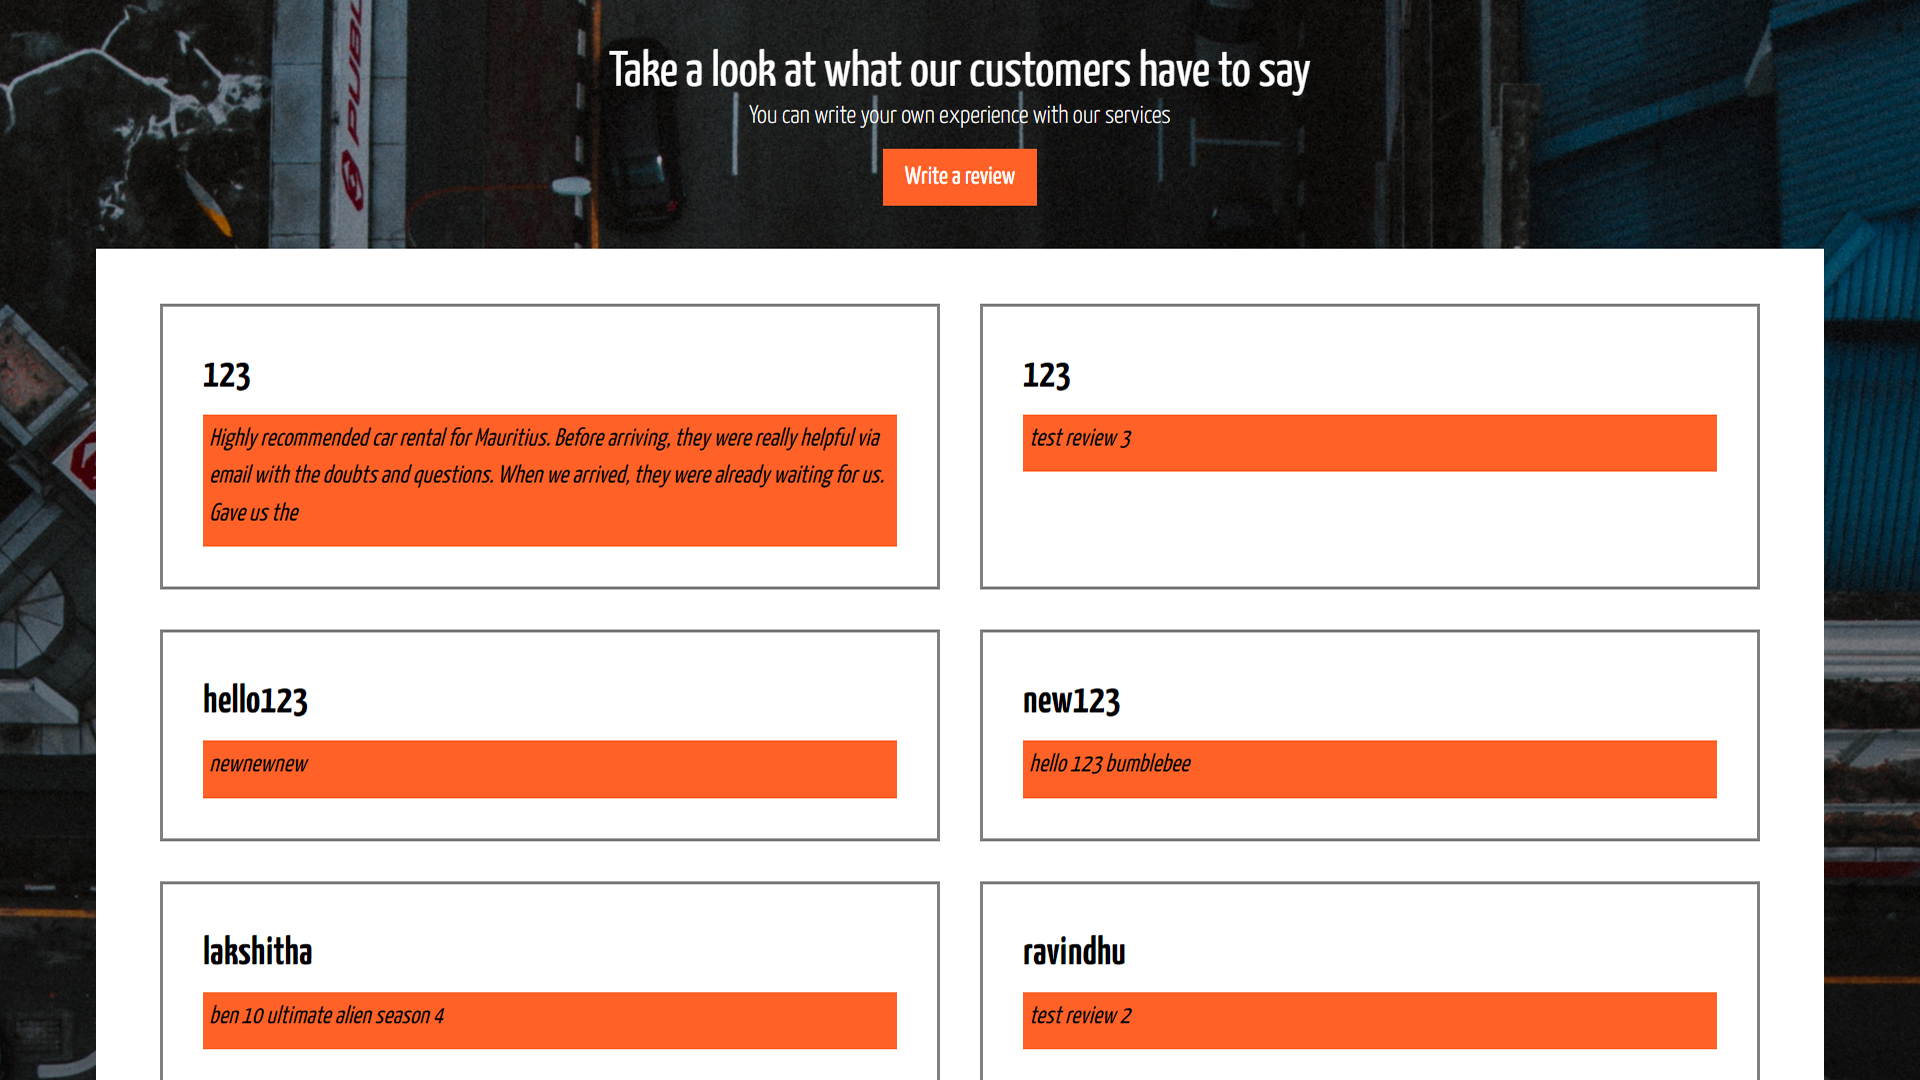 Take a look at what our customers have to say
You can write your own experience with our services
Write a review
123
Highly recommended car rental for Mauritius. Before arriving, they were really helpful via
email with the doubts and questions. When we arrived, they were already waiting for us.
Gave us the
123
test review 3
hello123
newnewnew
new123
hello 123 bumblebee
lakshitha
ben 10 ultimate alien season 4
ravindhu
test review 2